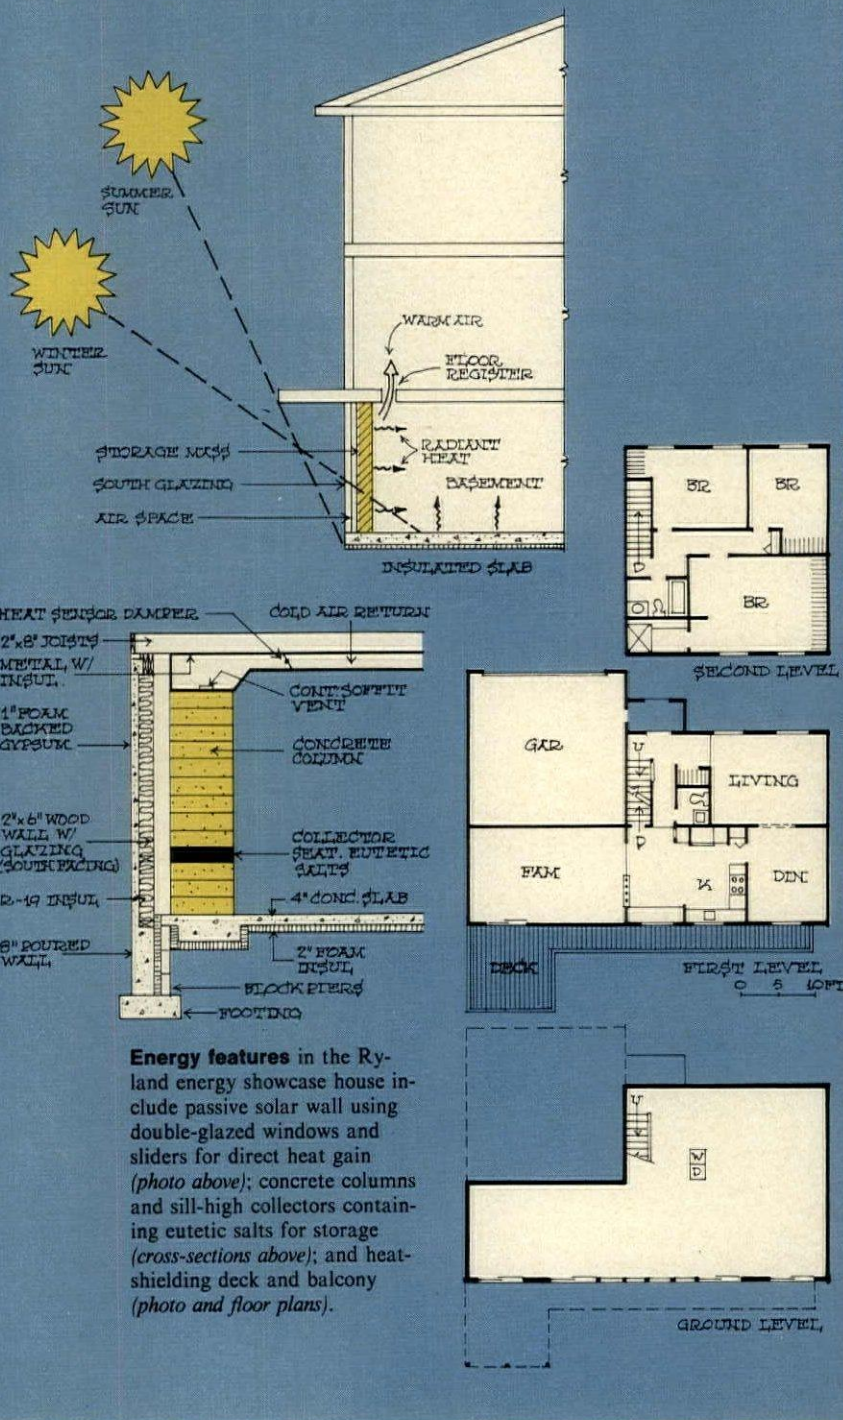 SUMMER
SUN
WINTER
SUN
WARM AIR
FLOOR
REGISTER
STORAGE MASS
RADIANT
HEAT
SOUTH GLAZING
BASEMENT
AIR SPACE
INSULATED SLAB
BR
BR
D
BR
SECOND LEVEL
HEAT SENSOR DAMPER
COLD AIR RETURN
2"x8" JOISTS
METAL W/
INSUL.
CONT. SOFFIT
VENT
1" FOAM
BACKED
GYPSUM
CONCRETE
COLUMN
2"x6" WOOD
WALL W/
GLAZING
(SOUTH FACING)
COLLECTOR
SEAT. EUTETIC
SALTS
R-19 INSUL
4" CONC. SLAB
8" POURED
WALL
2" FOAM
INSUL
BLOCK PIERS
FOOTING
GAR
U
LIVING
D
FAM
K
DIN
DECK
FIRST LEVEL
0 5 10FT
Energy features in the Ry-
land energy showcase house in-
clude passive solar wall using
double-glazed windows and
sliders for direct heat gain
(photo above); concrete columns
and sill-high collectors contain-
ing eutetic salts for storage
(cross-sections above); and heat-
shielding deck and balcony
(photo and floor plans).
U
W
D
GROUND LEVEL